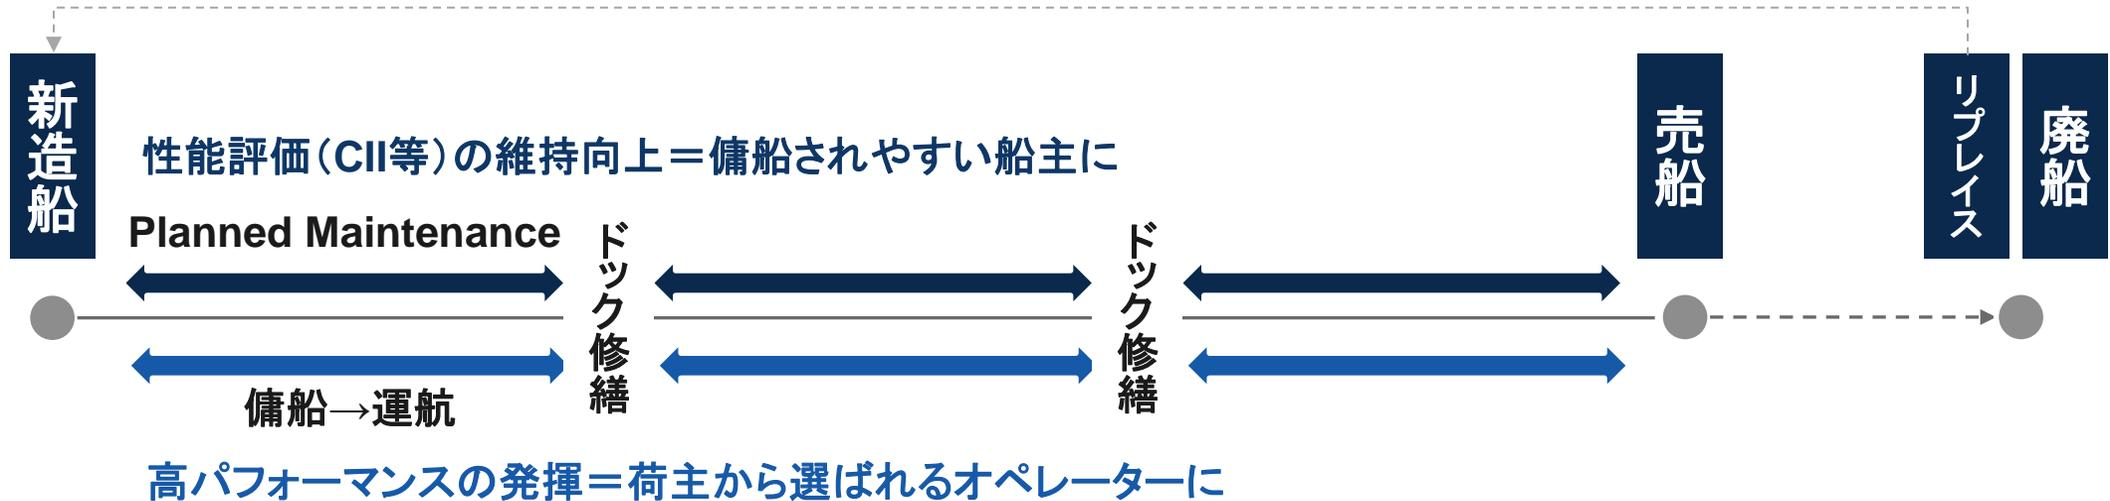 新造船
性能評価（CII等）の維持向上＝傭船されやすい船主に
Planned Maintenance
ドック修繕
ドック修繕
傭船→運航
高パフォーマンスの発揮＝荷主から選ばれるオペレーターに
売船
リプレイス
廃船